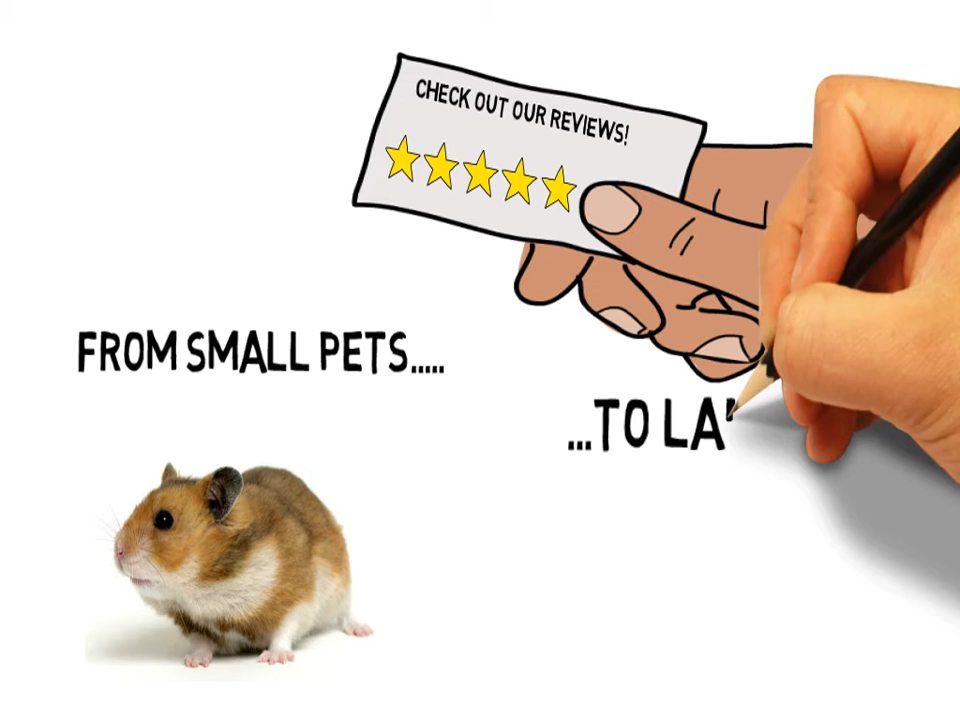 CHECK OUT OUR REVIEWS!
FROM SMALL PETS.....
...TO LA